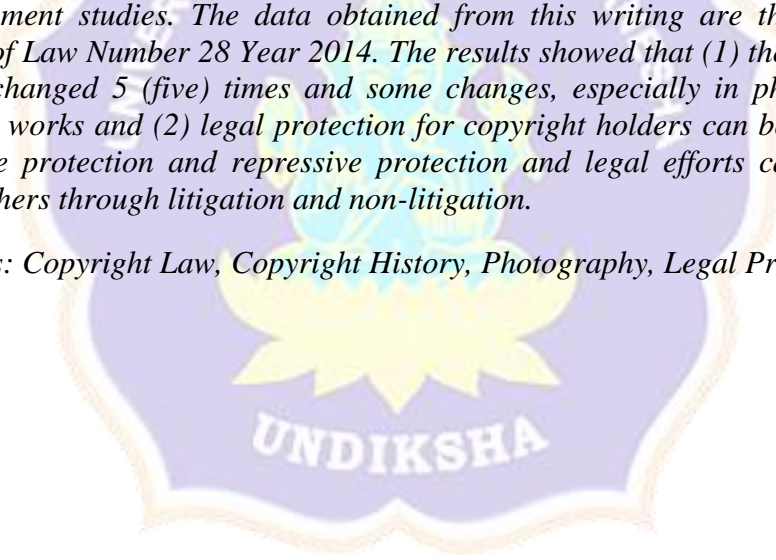 ment studies. The data obtained from this writing are th
of Law Number 28 Year 2014. The results showed that (1) the
changed 5 (five) times and some changes, especially in ph
works and (2) legal protection for copyright holders can b
e protection and repressive protection and legal efforts c
hers through litigation and non-litigation.
s: Copyright Law, Copyright History, Photography, Legal Pr
UNDIKSHA